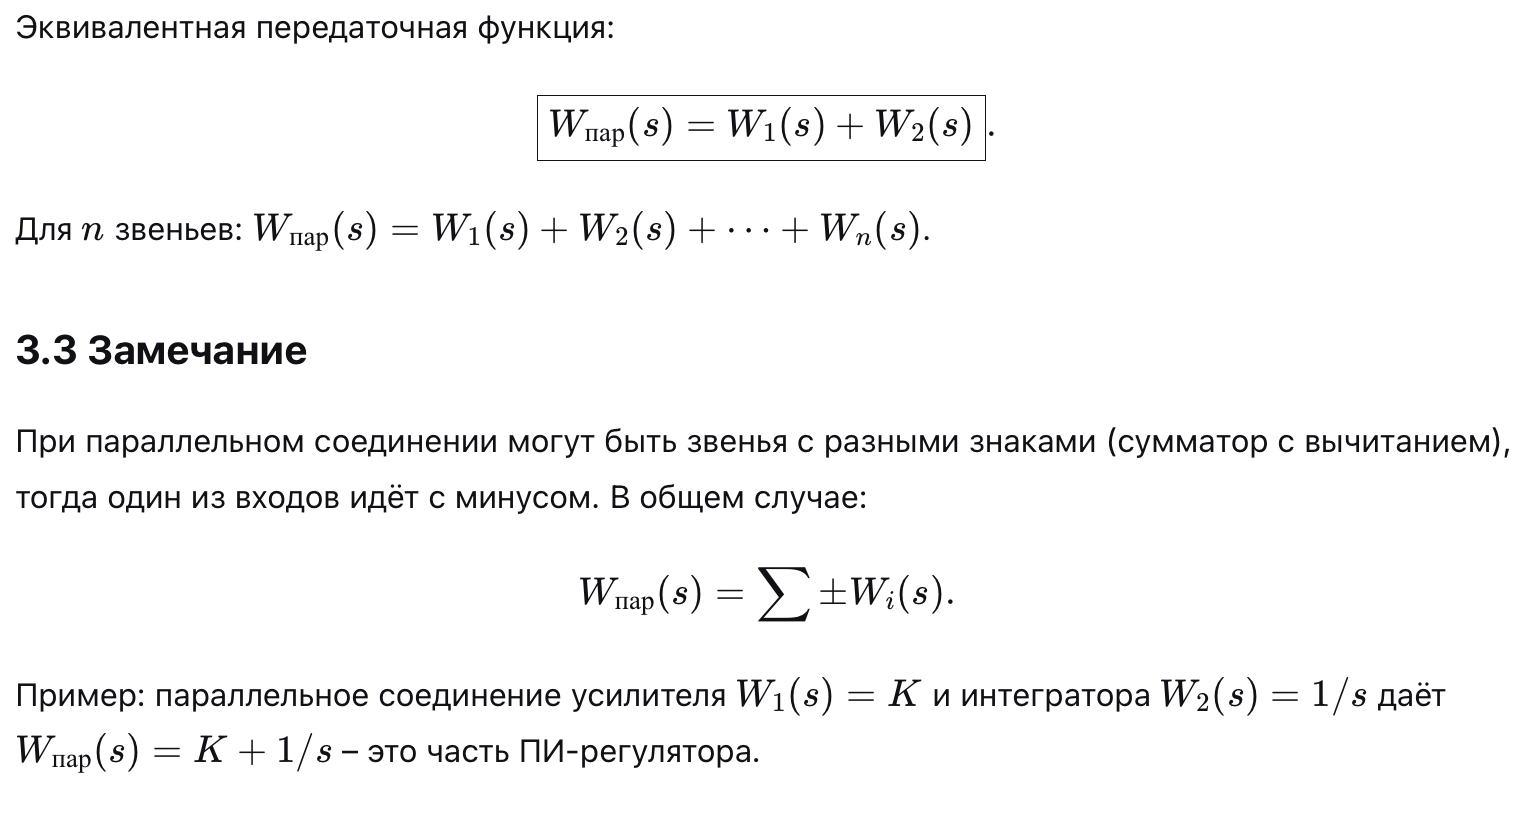 Эквивалентная передаточная функция:
W_пар(s) = W_1(s) + W_2(s).
Для n звеньев: W_пар(s) = W_1(s) + W_2(s) + ⋯ + W_n(s).
3.3 Замечание
При параллельном соединении могут быть звенья с разными знаками (сумматор с вычитанием),
тогда один из входов идёт с минусом. В общем случае:
W_пар(s) = ∑ ±W_i(s).
Пример: параллельное соединение усилителя W_1(s) = K и интегратора W_2(s) = 1/s даёт
W_пар(s) = K + 1/s – это часть ПИ-регулятора.